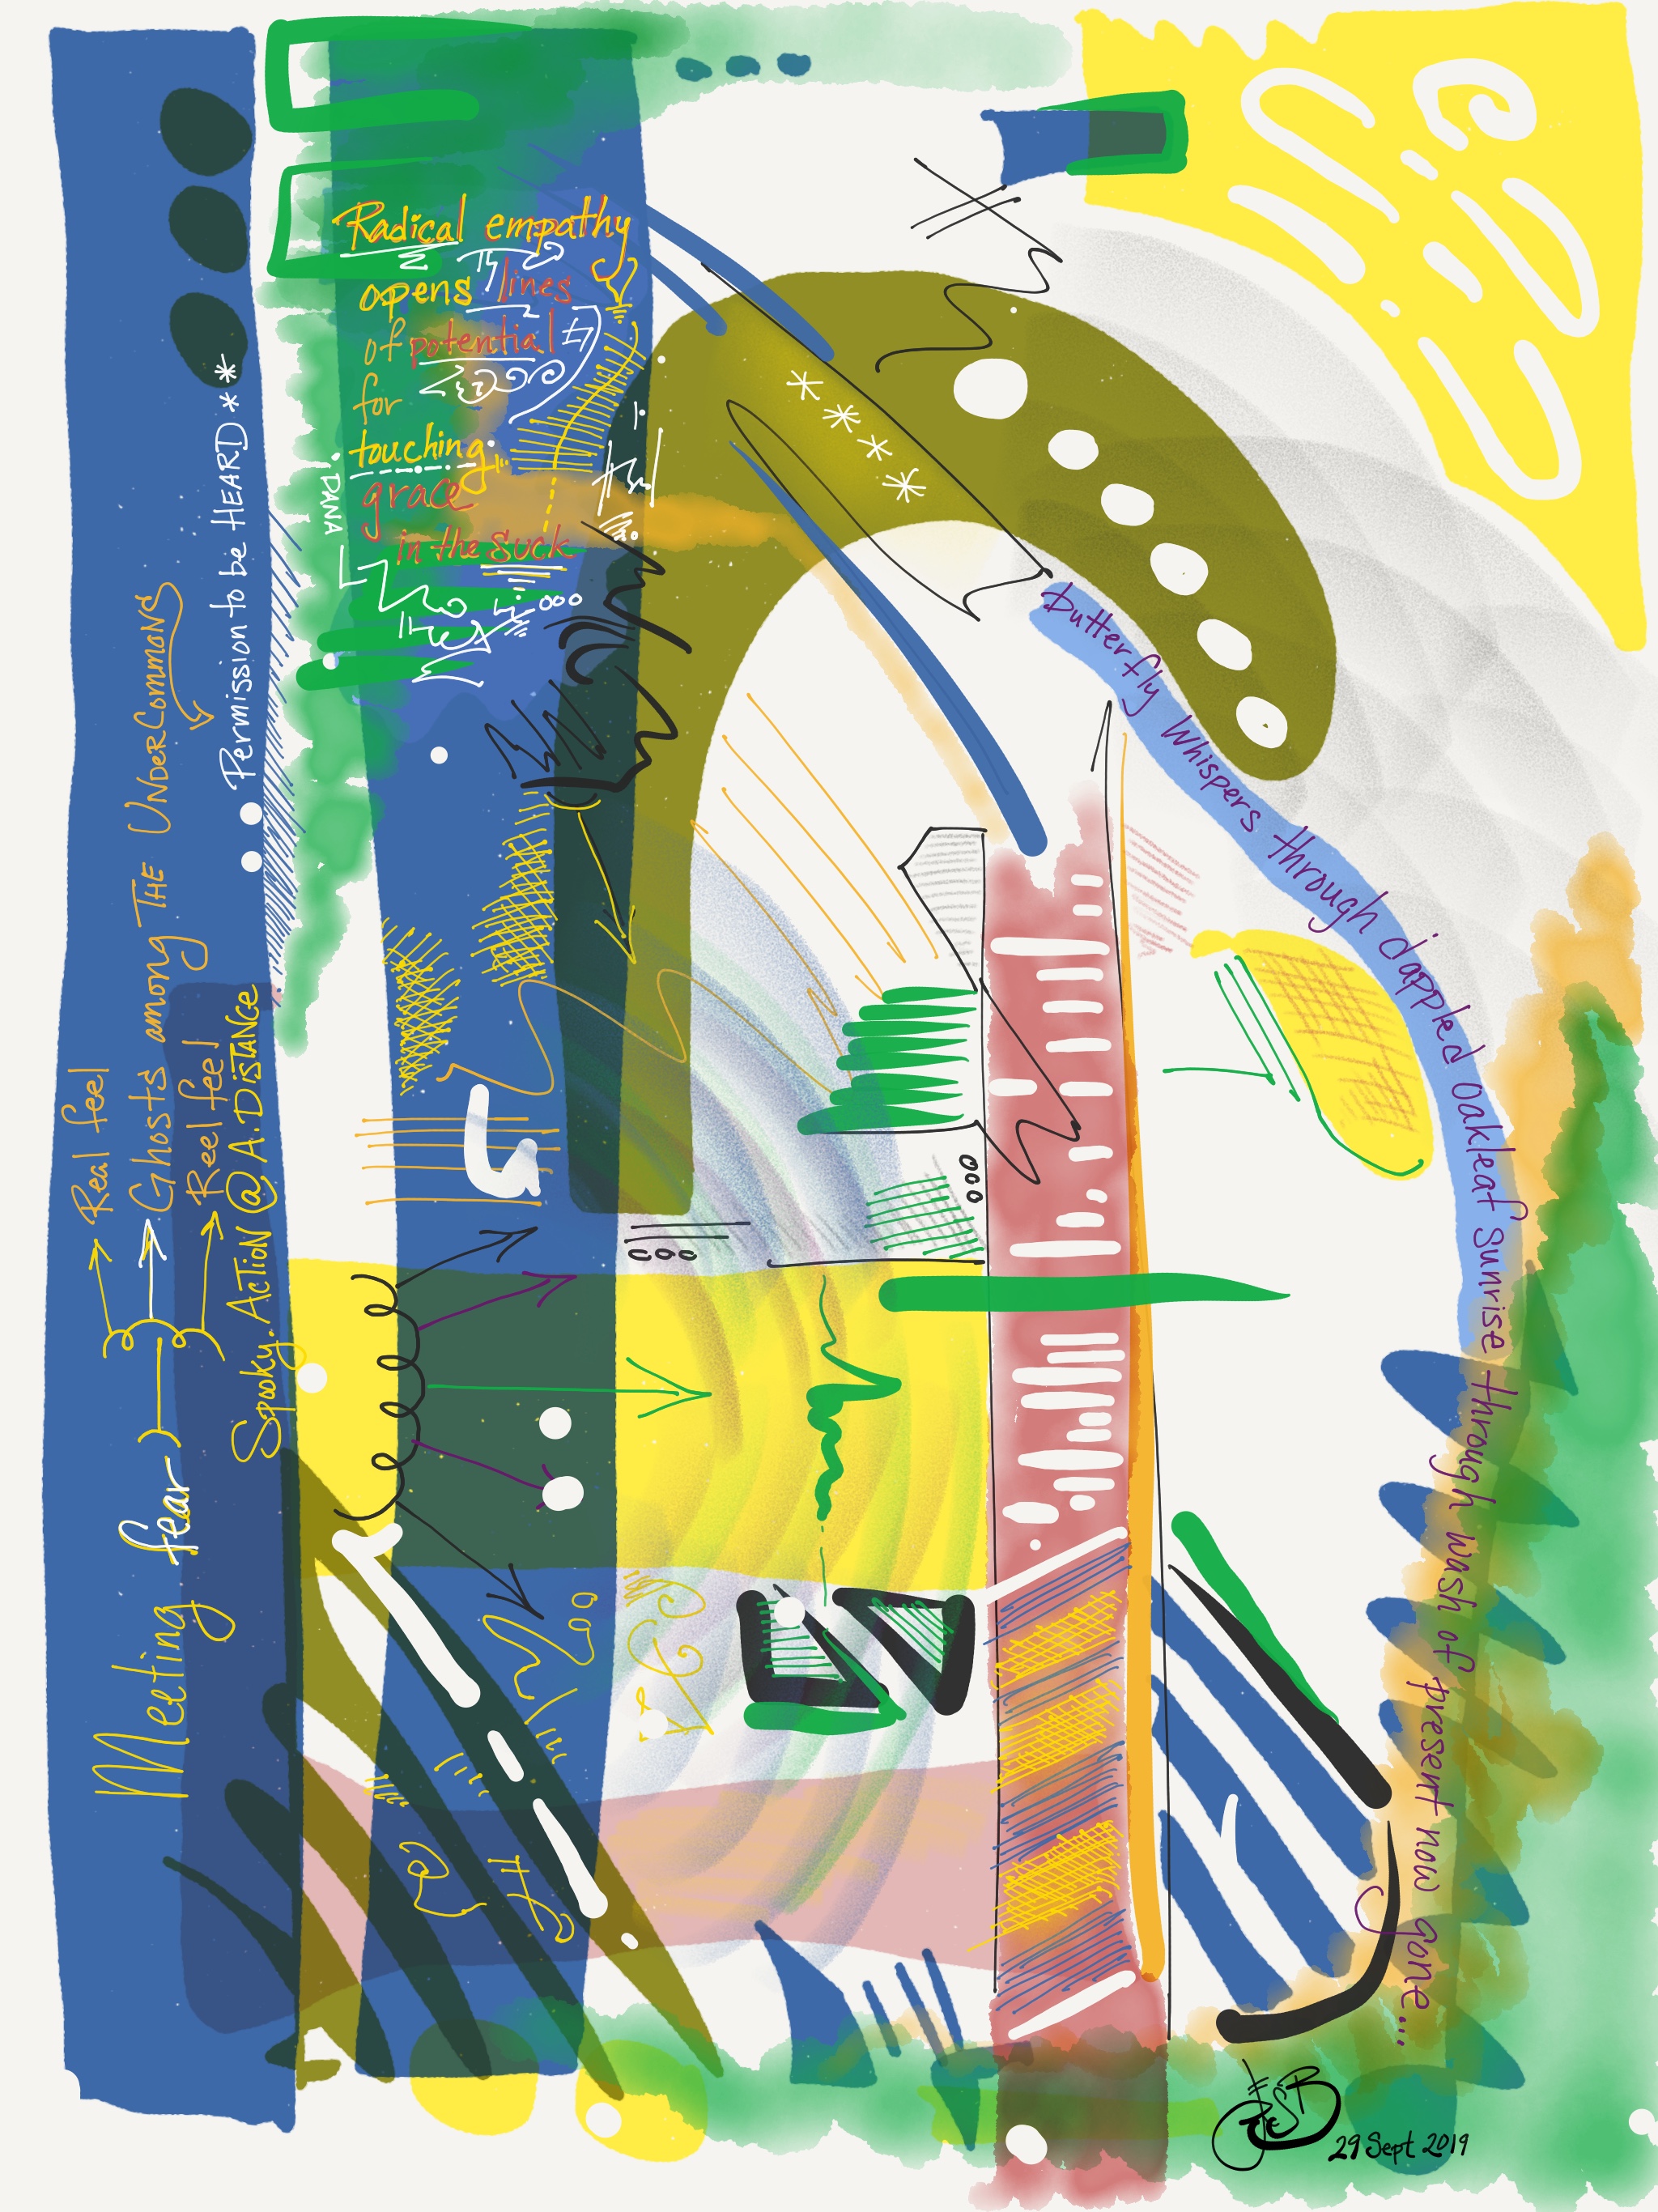 Radical empathy
opens lines
of potential
for
touching
grace
in the suck
·DANA
Permission to be HEARD **
Meeting fear
Real feel
Ghosts among THE UNDERCOMMONS
Reel feel
Spooky. ACTION @ A. DISTANCE
Butterfly Whispers through dappled oakleaf sunrise through wash of present now gone...
29 Sept 2019